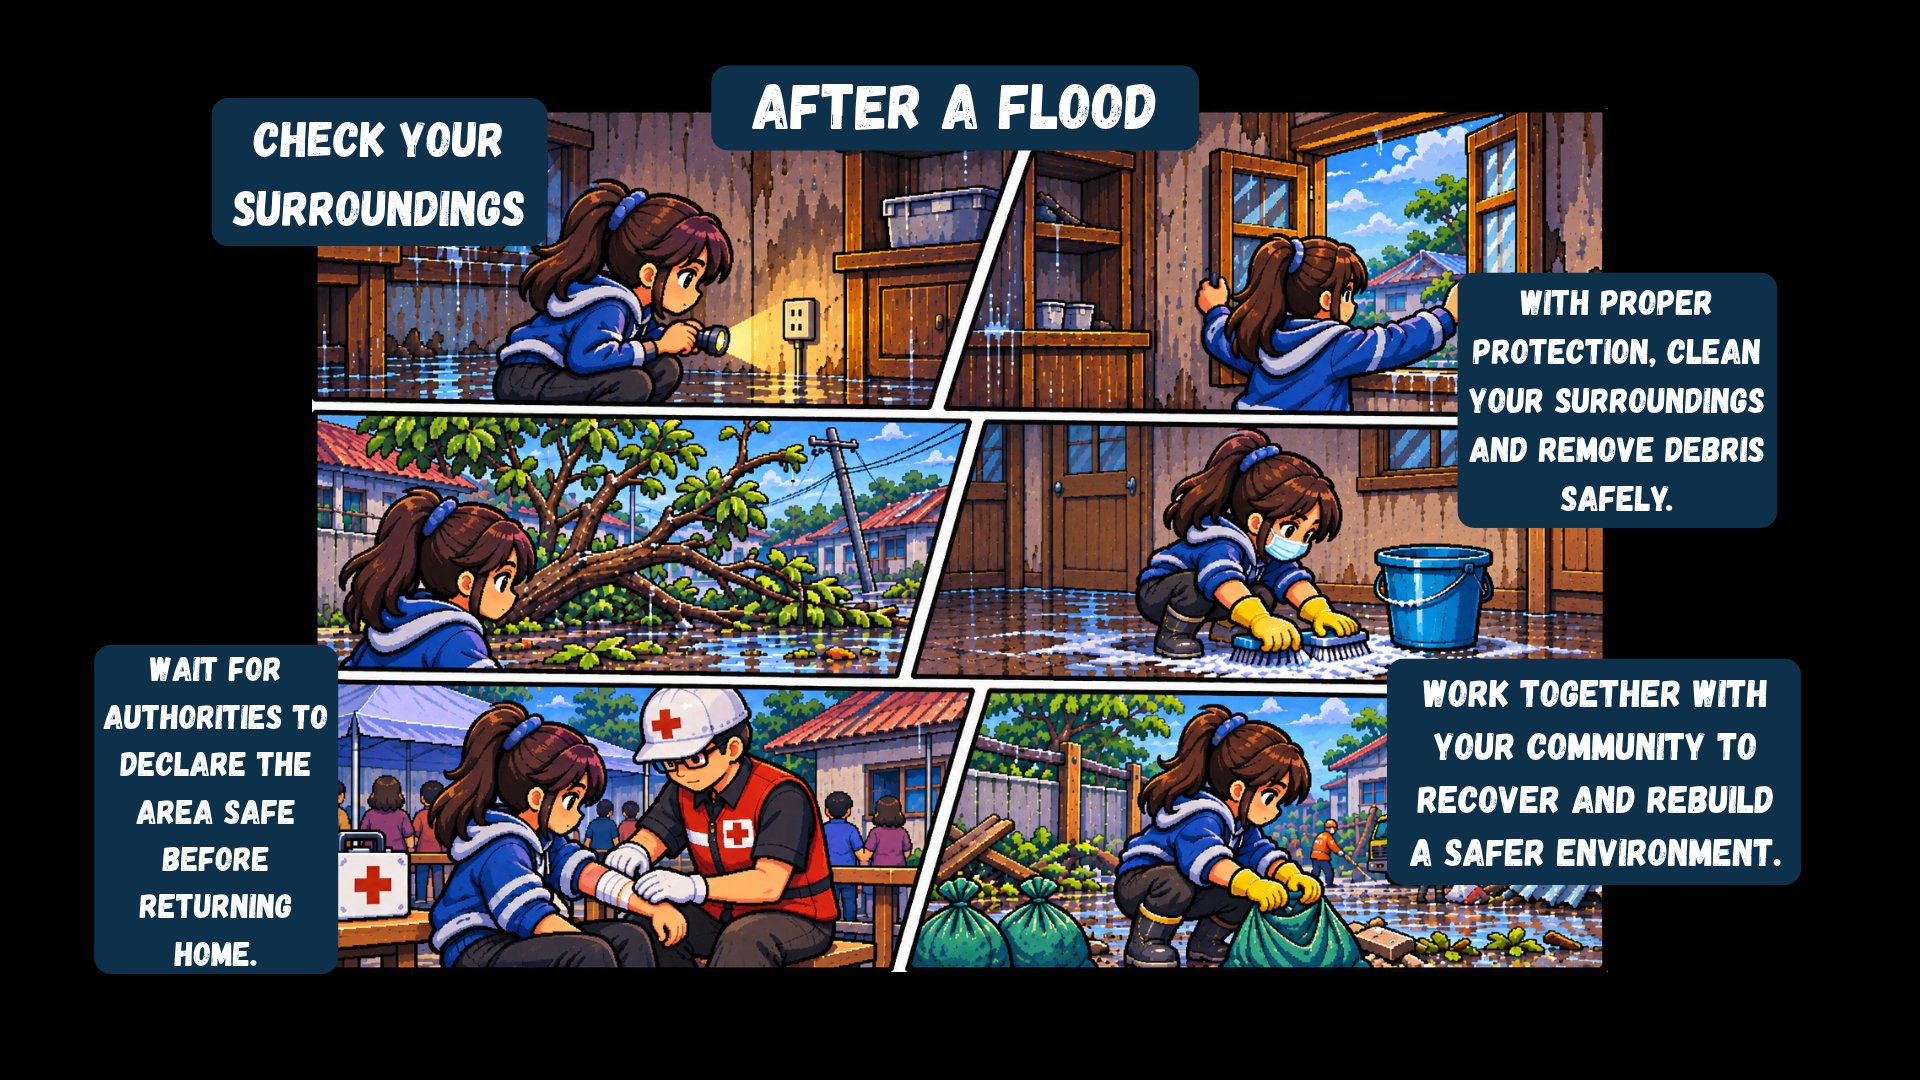 AFTER A FLOOD
CHECK YOUR
SURROUNDINGS
WITH PROPER
PROTECTION, CLEAN
YOUR SURROUNDINGS
AND REMOVE DEBRIS
SAFELY.
WAIT FOR
AUTHORITIES TO
DECLARE THE
AREA SAFE
BEFORE
RETURNING
HOME.
WORK TOGETHER WITH
YOUR COMMUNITY TO
RECOVER AND REBUILD
A SAFER ENVIRONMENT.